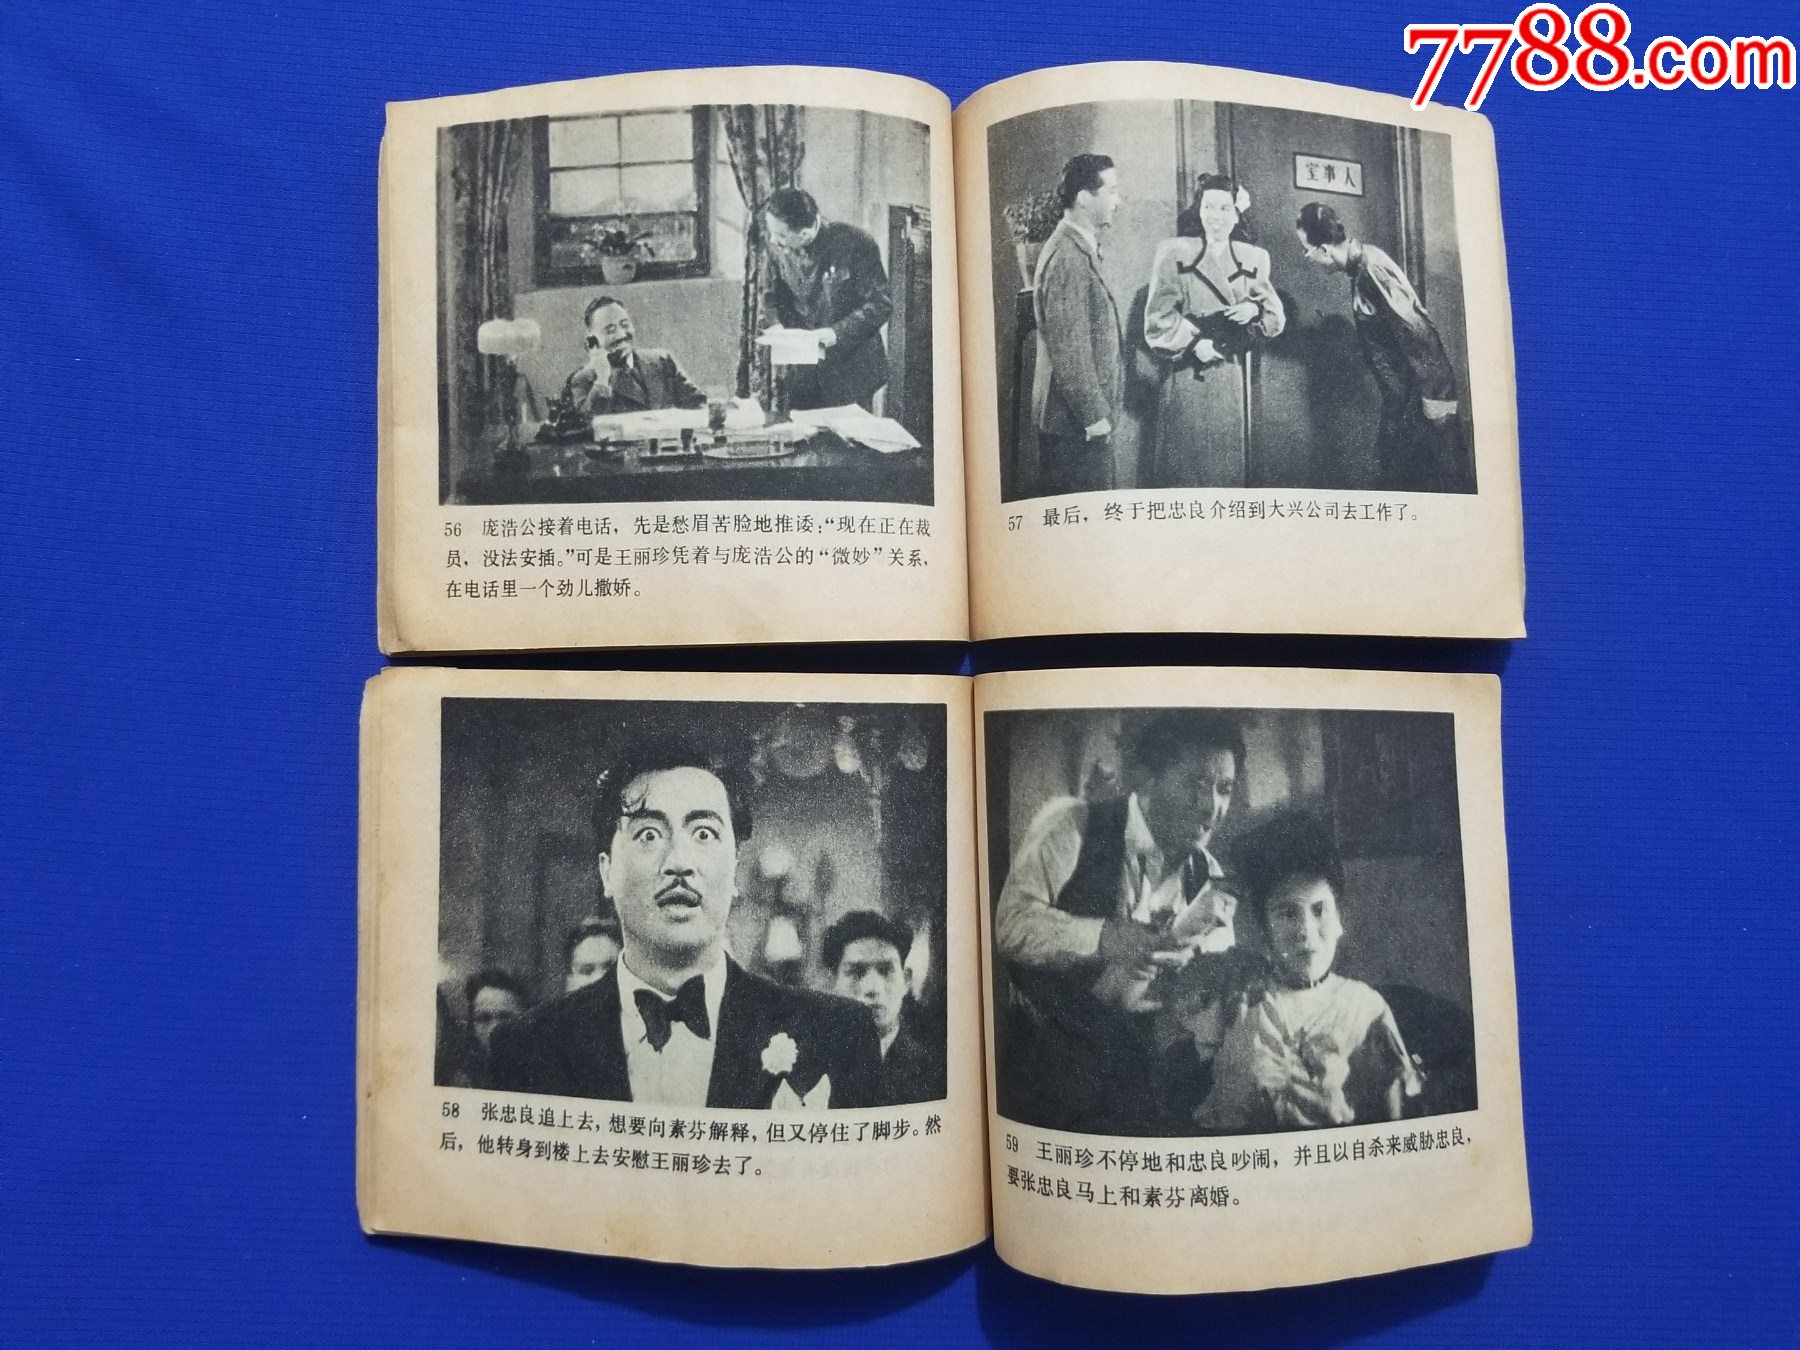 7788.com
人事室
56 庞浩公接着电话，先是愁眉苦脸地推诿：“现在正在裁
员，没法安插。”可是王丽珍凭着与庞浩公的“微妙”关系，
在电话里一个劲儿撒娇。
57 最后，终于把忠良介绍到大兴公司去工作了。
58 张忠良追上去，想要向素芬解释，但又停住了脚步。然
后，他转身到楼上去安慰王丽珍去了。
59 王丽珍不停地和忠良吵闹，并且以自杀来威胁忠良，
要张忠良马上和素芬离婚。